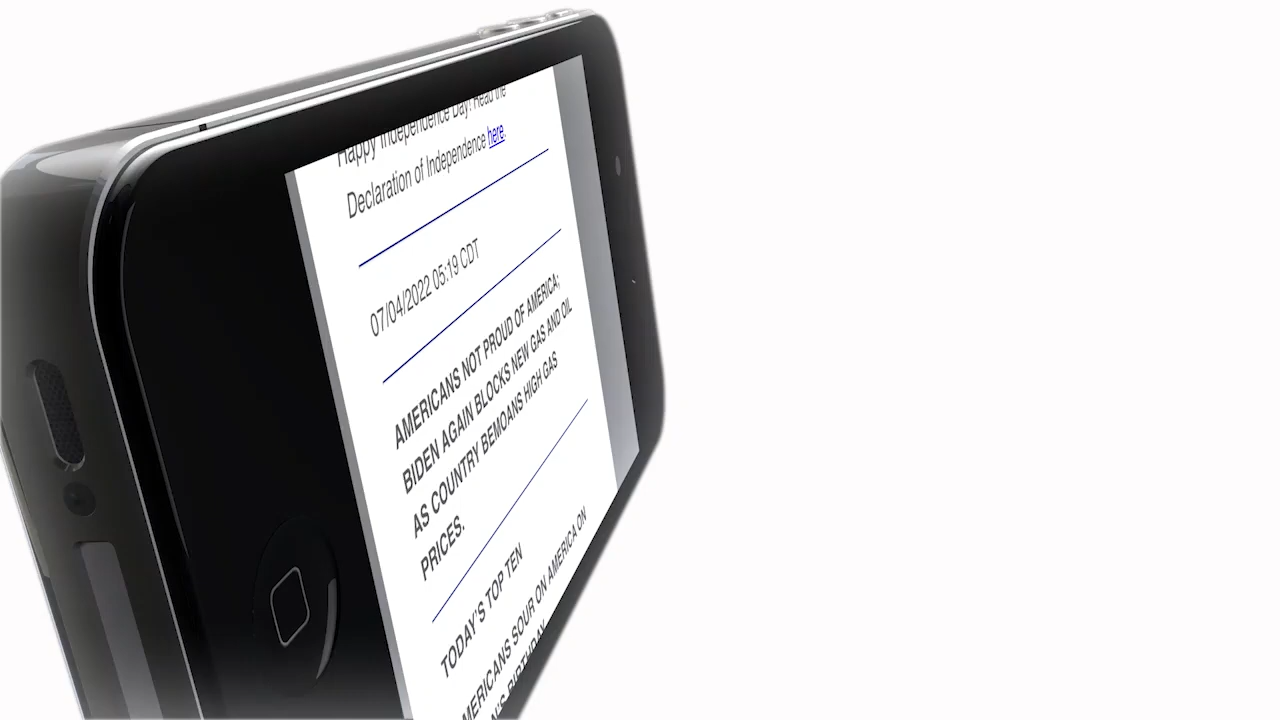 Happy Independence Day! Read the
Declaration of Independence here.
07/04/2022 05:19 CDT
AMERICANS NOT PROUD OF AMERICA;
BIDEN AGAIN BLOCKS NEW GAS AND OIL
AS COUNTRY BEMOANS HIGH GAS
PRICES.
TODAY'S TOP TEN
AMERICANS SOUR ON AMERICA ON
BIRTHDAY